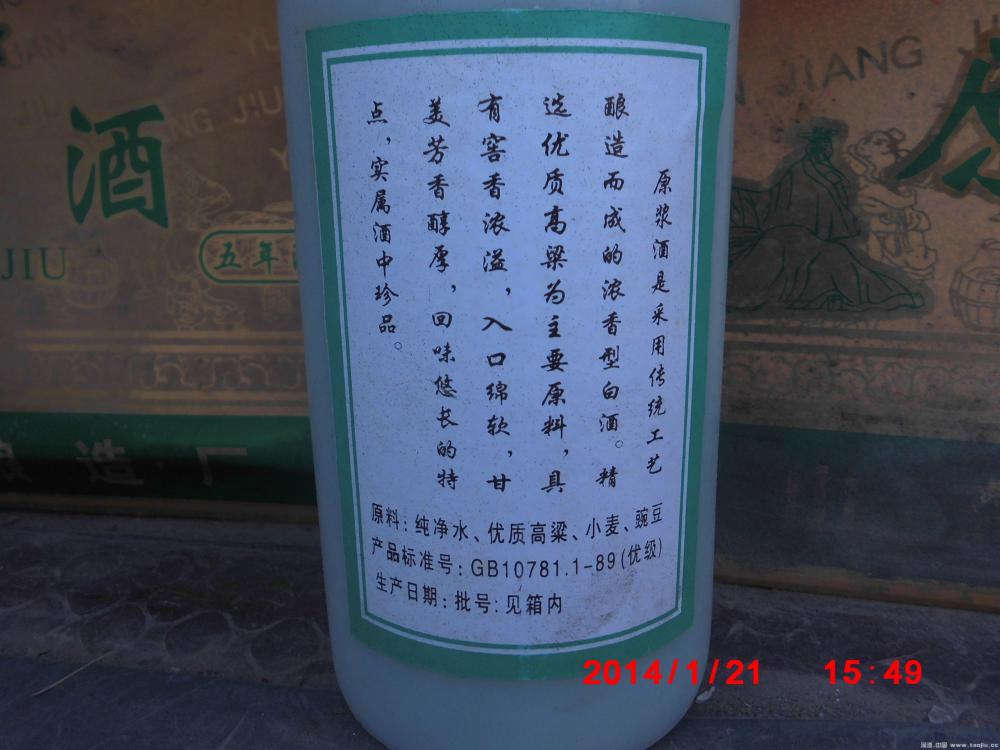 原浆酒是采用传统工艺
酿造而成的浓香型白酒。精
选优质高梁为主要原料，具
有窖香浓溢，入口绵软，甘
美芳香醇厚，回味悠长的特
点，实属酒中珍品。
原料：纯净水、优质高粱、小麦、豌豆
产品标准号：GB10781.1-89(优级)
生产日期：批号：见箱内
酒
JIU
五年
造 厂
JIANG
2014/1/21 15:49